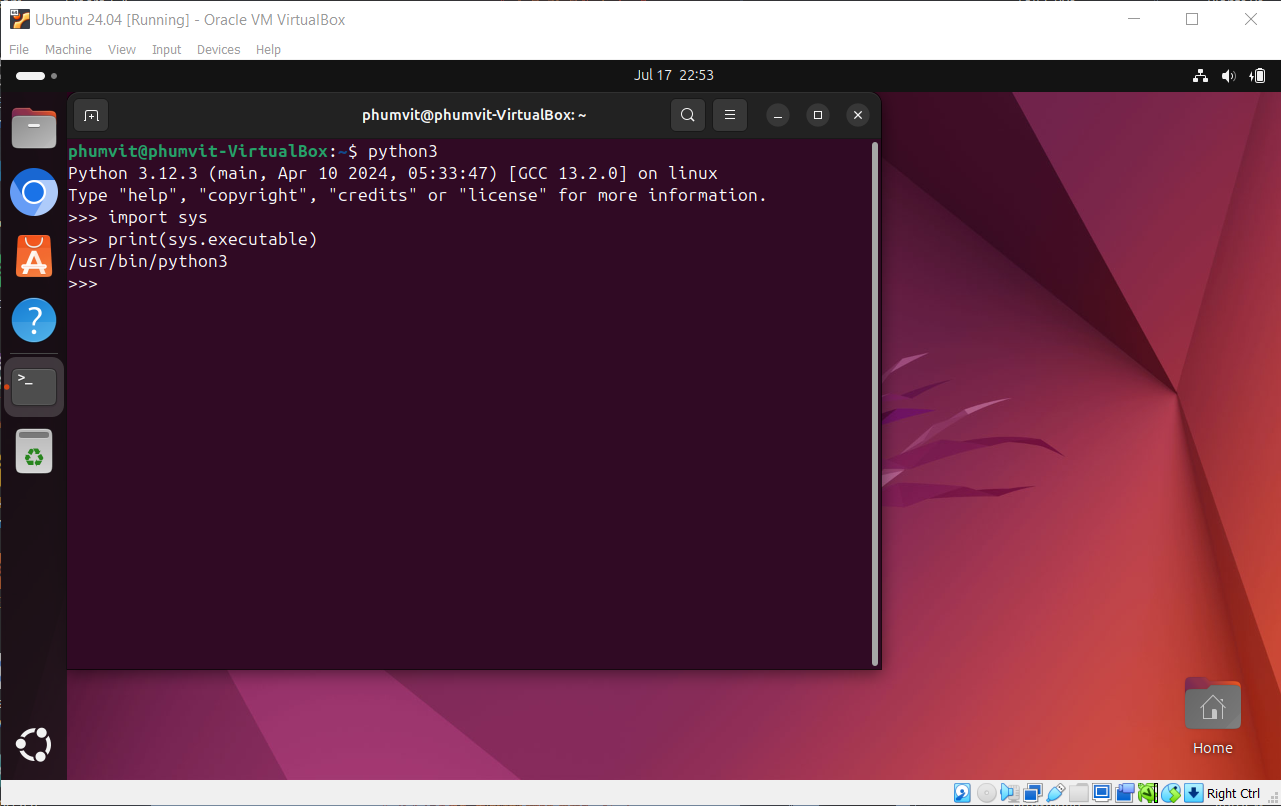 Ubuntu 24.04 [Running] - Oracle VM VirtualBox
File Machine View Input Devices Help
Jul 17 22:53
phumvit@phumvit-VirtualBox: ~
phumvit@phumvit-VirtualBox:~$ python3
Python 3.12.3 (main, Apr 10 2024, 05:33:47) [GCC 13.2.0] on linux
Type "help", "copyright", "credits" or "license" for more information.
>>> import sys
>>> print(sys.executable)
/usr/bin/python3
>>>
Home
Right Ctrl